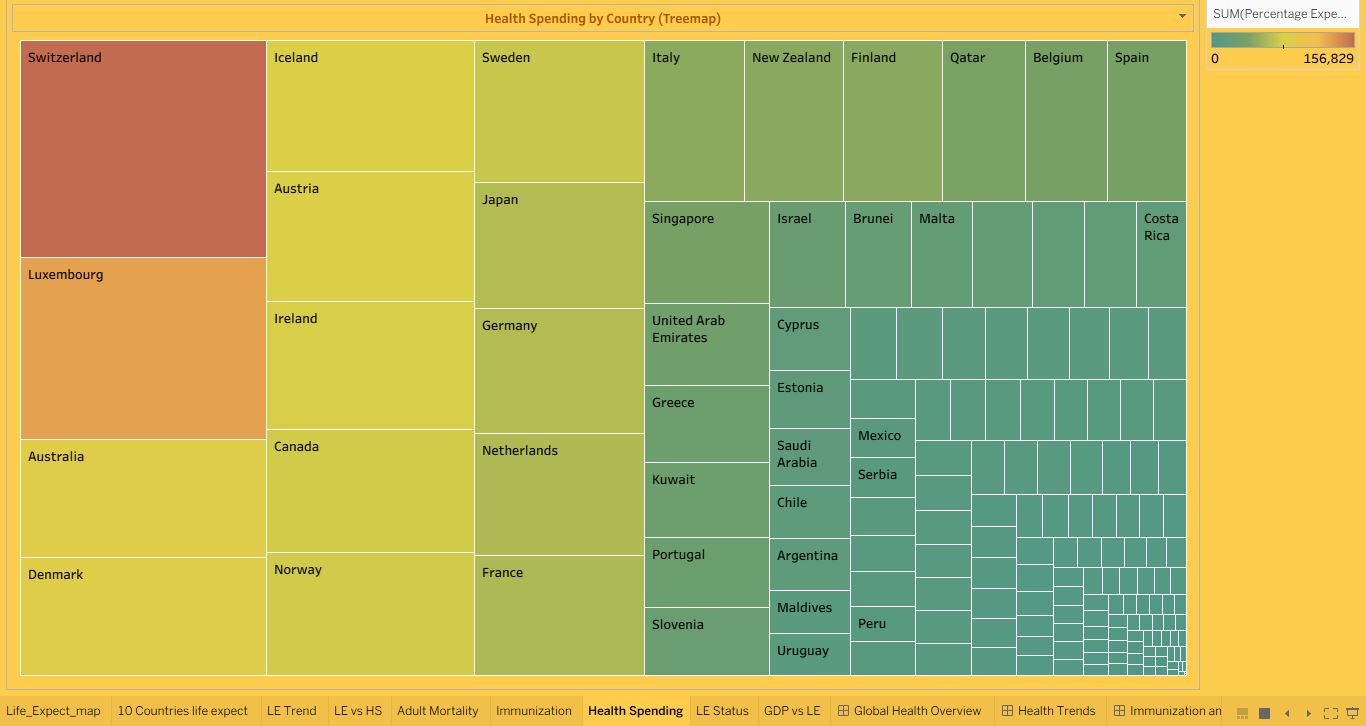 Health Spending by Country (Treemap)
SUM(Percentage Expe...
0
156,829
Switzerland
Luxembourg
Australia
Denmark
Iceland
Austria
Ireland
Canada
Norway
Sweden
Japan
Germany
Netherlands
France
Italy
New Zealand
Finland
Qatar
Belgium
Spain
Singapore
United Arab
Emirates
Greece
Kuwait
Portugal
Slovenia
Israel
Brunei
Malta
Costa
Rica
Cyprus
Estonia
Saudi
Arabia
Chile
Argentina
Maldives
Uruguay
Mexico
Serbia
Peru
Life_Expect_map
10 Countries life expect
LE Trend
LE vs HS
Adult Mortality
Immunization
Health Spending
LE Status
GDP vs LE
Global Health Overview
Health Trends
Immunization an